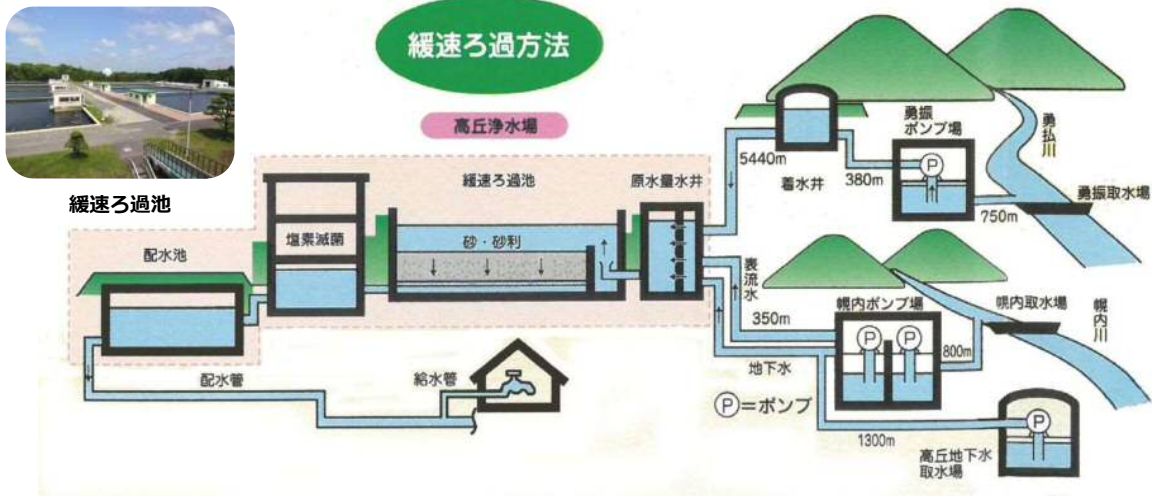 緩速ろ過方法
高丘浄水場
緩速ろ過池
配水池
塩素滅菌
緩速ろ過池
砂・砂利
原水量水井
5440m
着水井
380m
勇振
ポンプ場
P
750m
勇払川
勇振取水場
表流水
350m
地下水
幌内ポンプ場
P
P
800m
幌内取水場
幌内川
P=ポンプ
1300m
P
高丘地下水
取水場
配水管
給水管